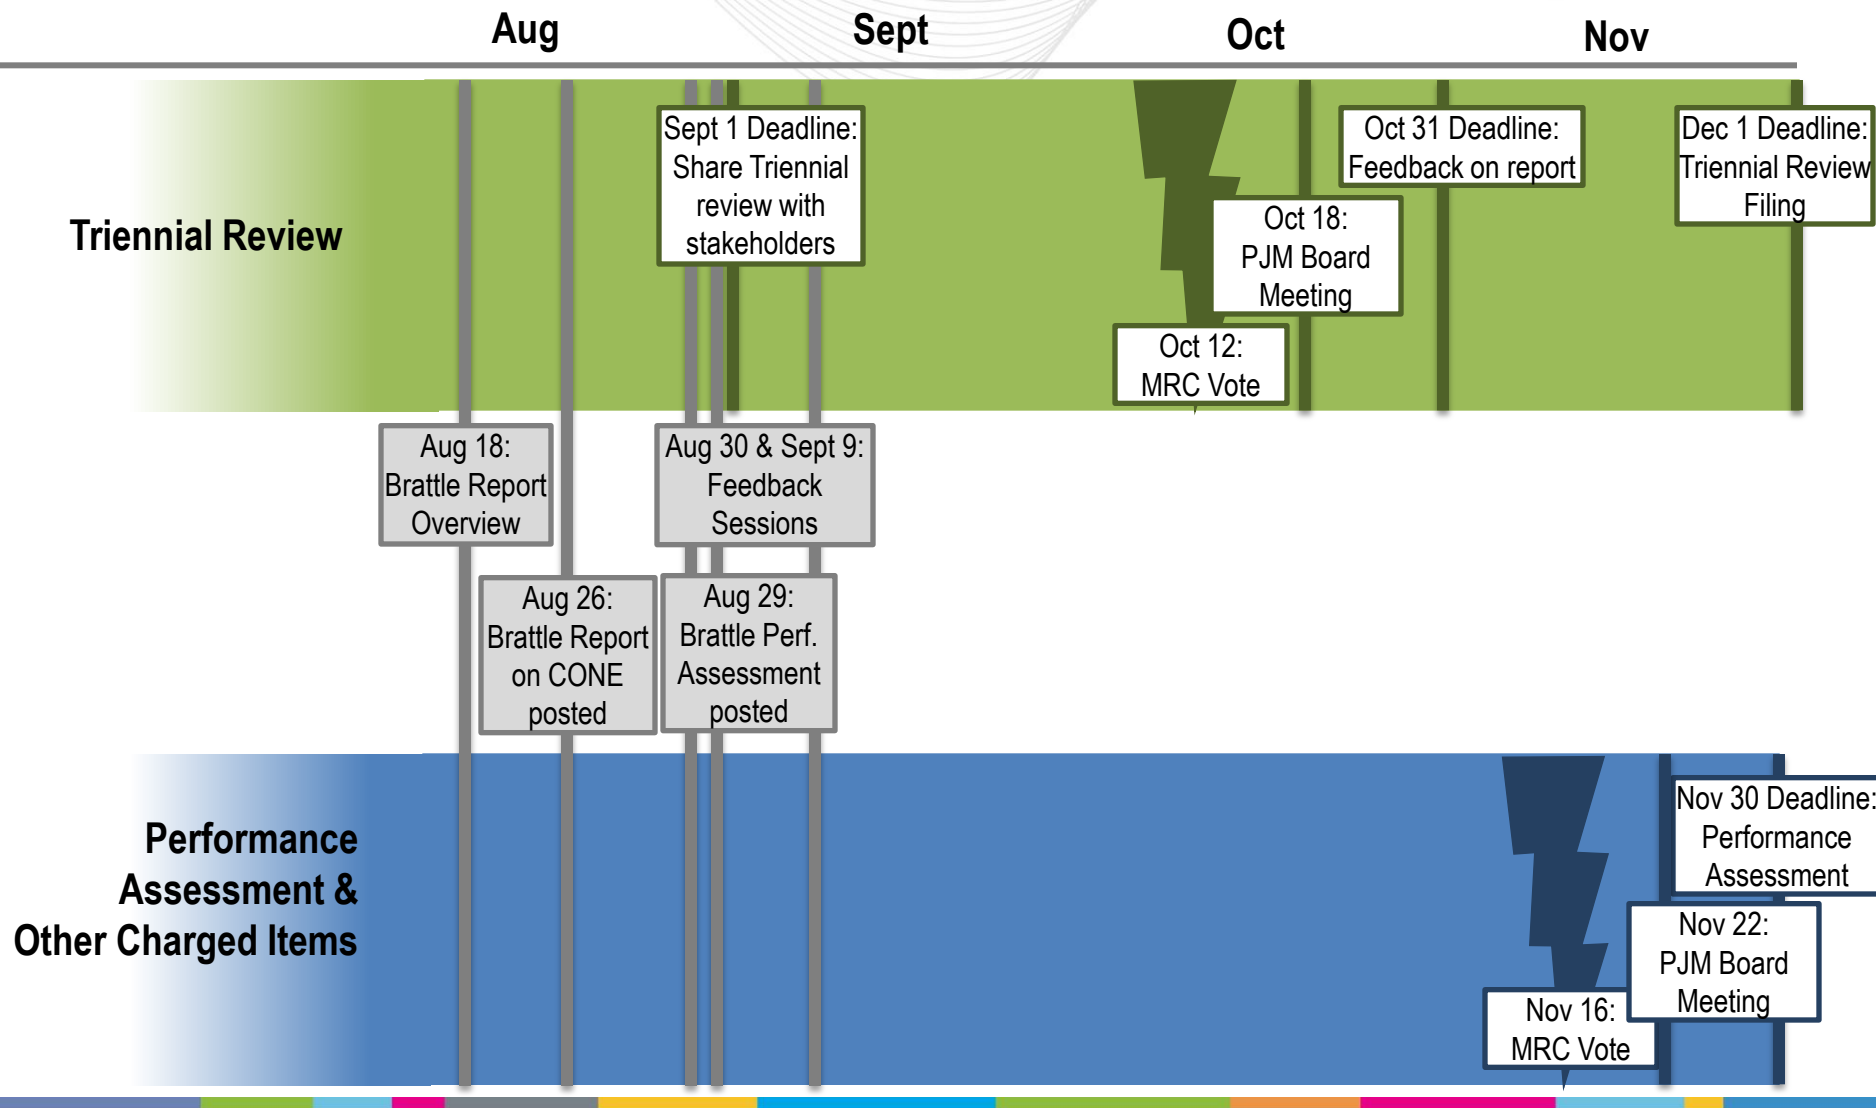 Aug
Sept
Oct
Nov
Triennial Review
Sept 1 Deadline:
Share Triennial
review with
stakeholders
Oct 12:
MRC Vote
Oct 18:
PJM Board
Meeting
Oct 31 Deadline:
Feedback on report
Dec 1 Deadline:
Triennial Review
Filing
Aug 18:
Brattle Report
Overview
Aug 30 & Sept 9:
Feedback
Sessions
Aug 26:
Brattle Report
on CONE
posted
Aug 29:
Brattle Perf.
Assessment
posted
Performance
Assessment &
Other Charged Items
Nov 16:
MRC Vote
Nov 22:
PJM Board
Meeting
Nov 30 Deadline:
Performance
Assessment